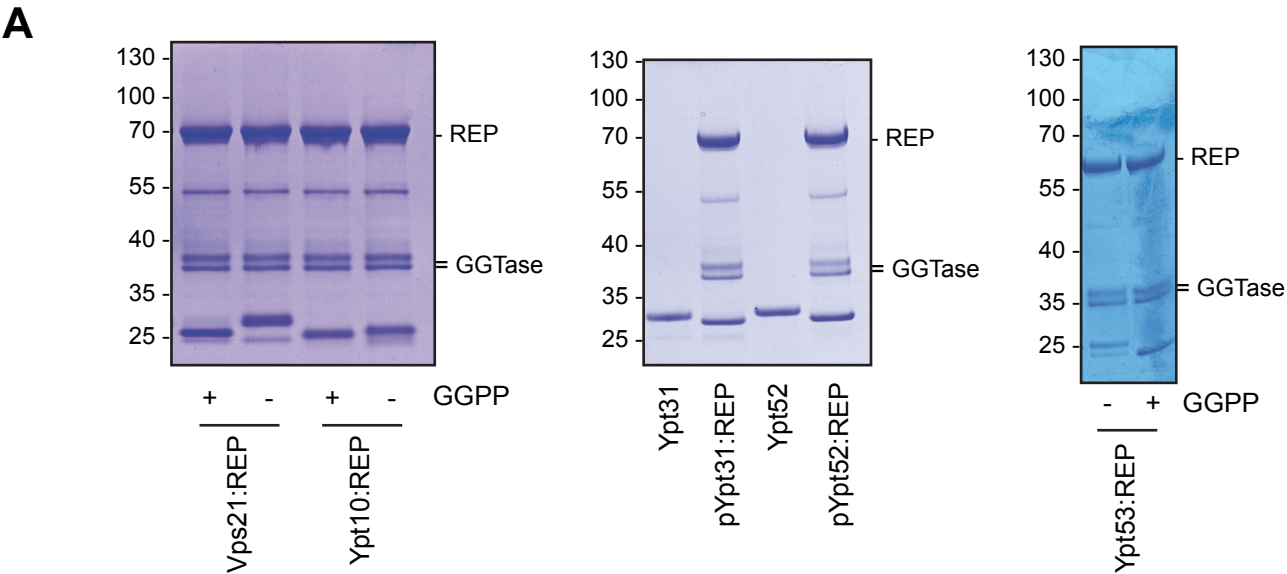 A
130 -
100 -
70 -
55 -
40 -
35 -
25 -
- REP
= GGTase
+ - + - GGPP
Vps21:REP
Ypt10:REP
130 -
100 -
70 -
55 -
40 -
35 -
25 -
- REP
= GGTase
Ypt31
pYpt31:REP
Ypt52
pYpt52:REP
130 -
100 -
70 -
55 -
40 -
35 -
25 -
- REP
= GGTase
- + GGPP
Ypt53:REP